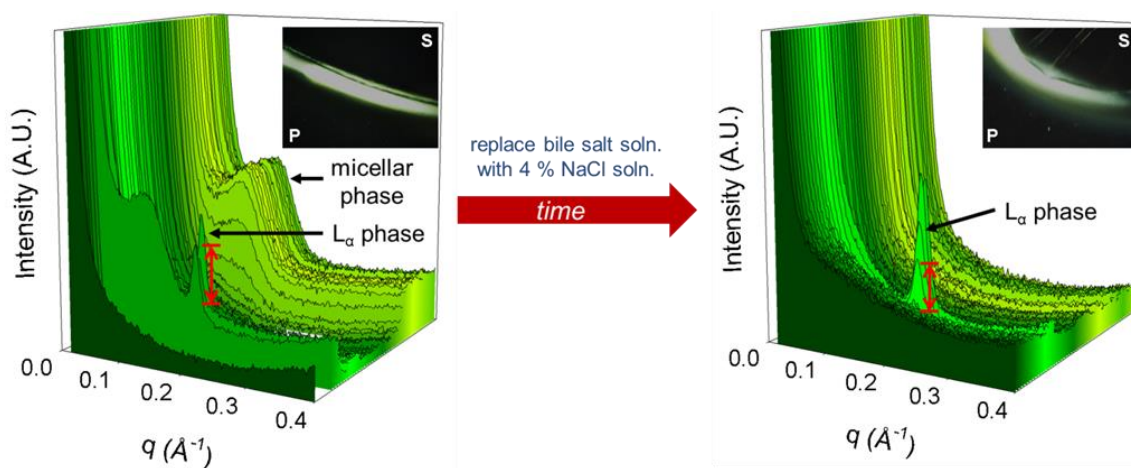 Intensity (A.U.)
S
P
micellar
phase
Lα phase
0.0
0.1
0.2
0.3
0.4
q (Å⁻¹)
replace bile salt soln.
with 4 % NaCl soln.
time
Intensity (A.U.)
S
P
Lα phase
0.0
0.1
0.2
0.3
0.4
q (Å⁻¹)